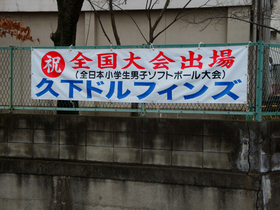 祝 全国大会出場
(全日本小学生男子ソフトボール大会)
久下ドルフィンズ